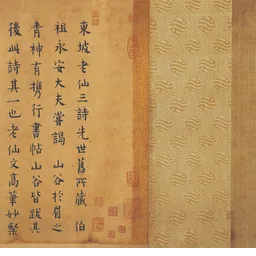 東坡老仙三詩先世舊所藏伯
祖永安大夫嘗謁山谷於眉之
青神有攜行書帖山谷皆跋其
後此詩其一也老仙文高筆妙粲